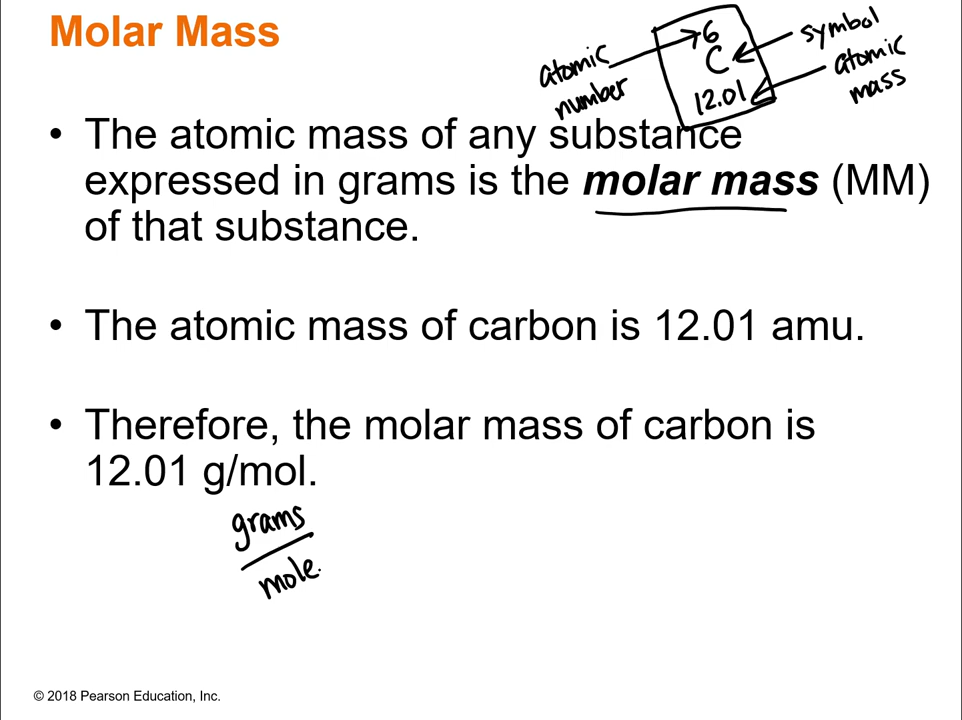 Molar Mass
atomic
number
6
C
12.01
symbol
atomic
mass
• The atomic mass of any substance
expressed in grams is the molar mass (MM)
of that substance.
• The atomic mass of carbon is 12.01 amu.
• Therefore, the molar mass of carbon is
12.01 g/mol.
grams
mole.
© 2018 Pearson Education, Inc.